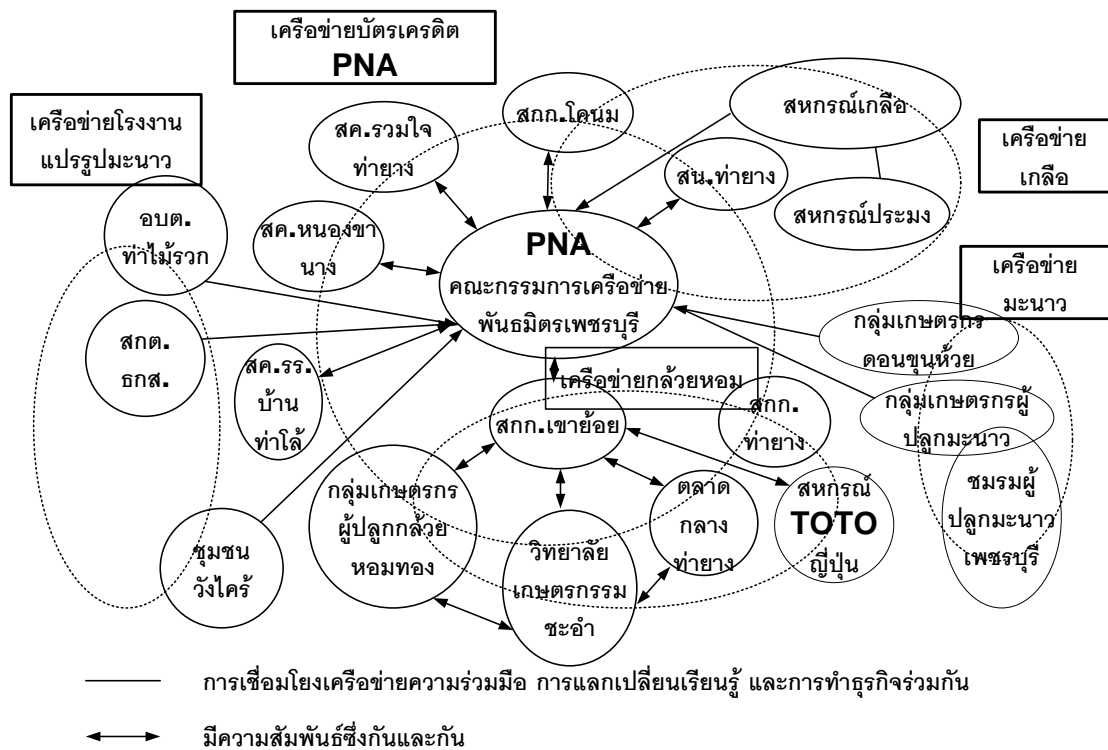 เครือข่ายบัตรเครดิต
PNA
เครือข่ายโรงงาน
แปรรูปมะนาว
สค.รวมใจ
ท่ายาง
สกก.โคนม
สหกรณ์เกลือ
เครือข่าย
เกลือ
สน.ท่ายาง
สหกรณ์ประมง
อบต.
ท่าไม้รวก
สค.หนองขา
นาง
PNA
คณะกรรมการเครือข่าย
พันธมิตรเพชรบุรี
เครือข่าย
มะนาว
กลุ่มเกษตรกร
ดอนขุนห้วย
สกต.
ธกส.
สค.รร.
บ้าน
ท่าโล้
เครือข่ายกล้วยหอม
สกก.เขาย้อย
สกก.
ท่ายาง
กลุ่มเกษตรกรผู้
ปลูกมะนาว
กลุ่มเกษตรกร
ผู้ปลูกกล้วย
หอมทอง
ตลาด
กลาง
ท่ายาง
สหกรณ์
TOTO
ญี่ปุ่น
ชมรมผู้
ปลูกมะนาว
เพชรบุรี
ชุมชน
วังไคร้
วิทยาลัย
เกษตรกรรม
ชะอำ
การเชื่อมโยงเครือข่ายความร่วมมือ การแลกเปลี่ยนเรียนรู้ และการทำธุรกิจร่วมกัน
มีความสัมพันธ์ซึ่งกันและกัน